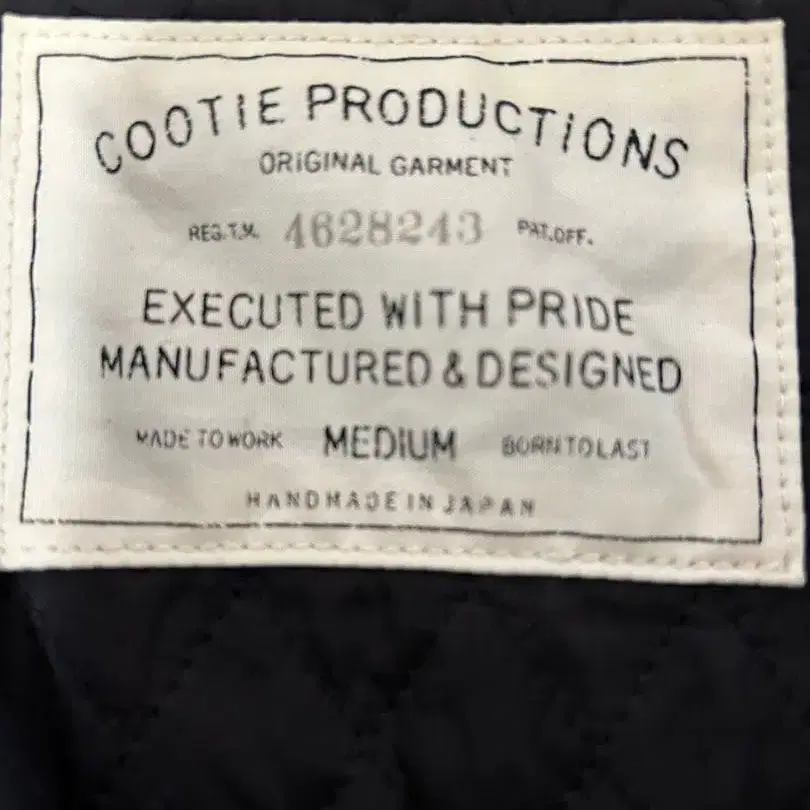 COOTIE PRODUCTIONS
ORIGINAL GARMENT
REG.T.M. 4628243 PAT.OFF.
EXECUTED WITH PRIDE
MANUFACTURED & DESIGNED
MADE TO WORK MEDIUM BORN TO LAST
HANDMADE IN JAPAN